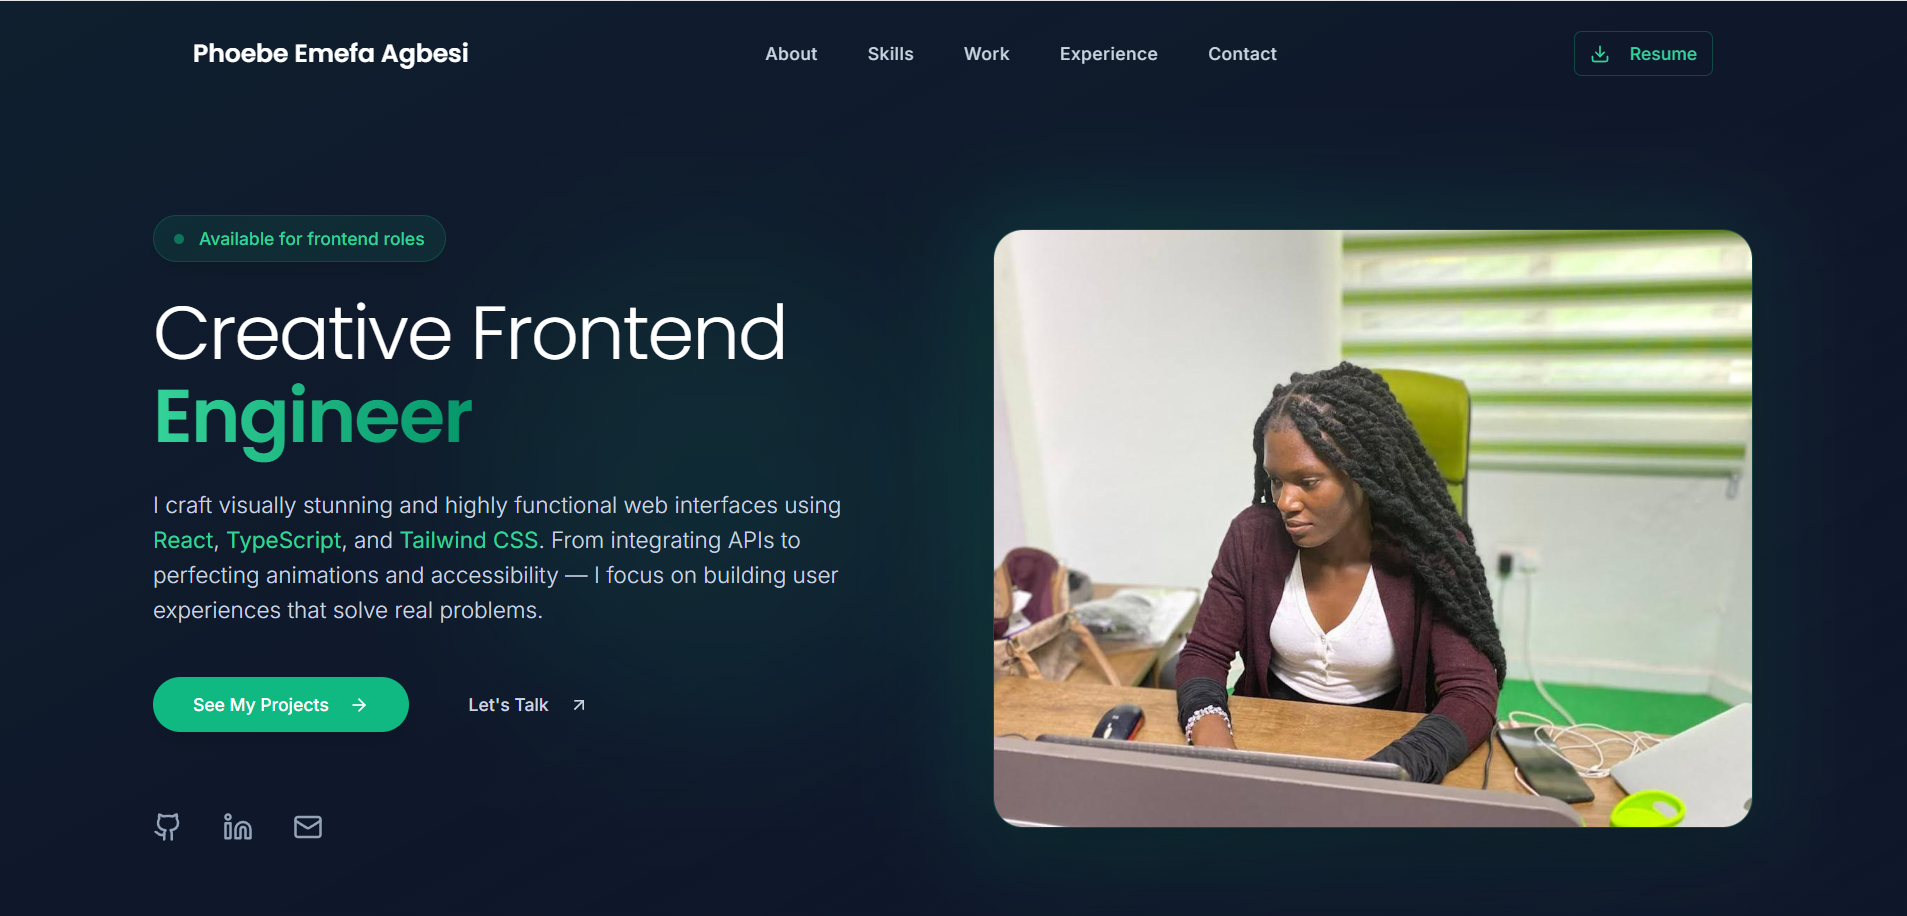 Phoebe Emefa Agbesi
About Skills Work Experience Contact
Resume
Available for frontend roles
Creative Frontend
Engineer
I craft visually stunning and highly functional web interfaces using
React, TypeScript, and Tailwind CSS. From integrating APIs to
perfecting animations and accessibility — I focus on building user
experiences that solve real problems.
See My Projects
Let's Talk